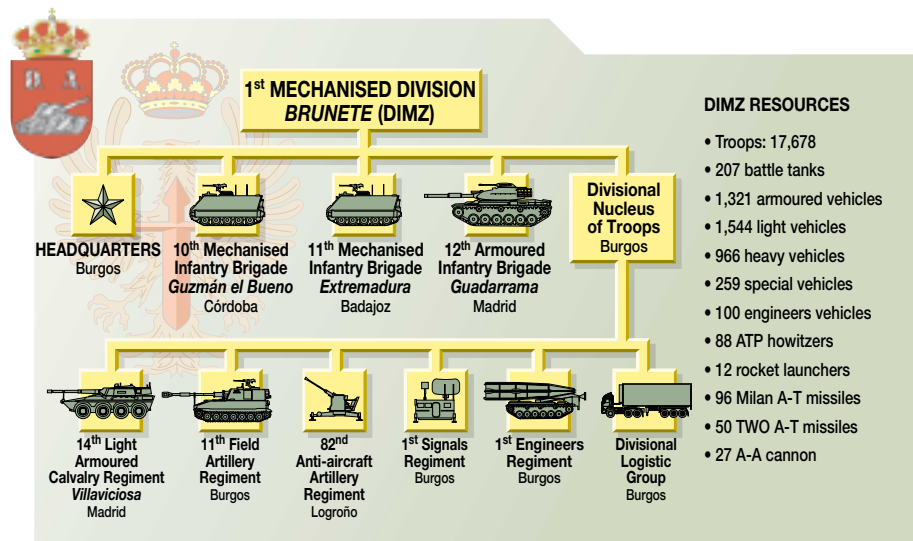 1st MECHANISED DIVISION
BRUNETE (DIMZ)
HEADQUARTERS
Burgos
10th Mechanised
Infantry Brigade
Guzmán el Bueno
Córdoba
11th Mechanised
Infantry Brigade
Extremadura
Badajoz
12th Armoured
Infantry Brigade
Guadarrama
Madrid
Divisional
Nucleus
of Troops
Burgos
14th Light
Armoured
Calvalry Regiment
Villaviciosa
Madrid
11th Field
Artillery
Regiment
Burgos
82nd
Anti-aircraft
Artillery
Regiment
Logroño
1st Signals
Regiment
Burgos
1st Engineers
Regiment
Burgos
Divisional
Logistic
Group
Burgos
DIMZ RESOURCES
• Troops: 17,678
• 207 battle tanks
• 1,321 armoured vehicles
• 1,544 light vehicles
• 966 heavy vehicles
• 259 special vehicles
• 100 engineers vehicles
• 88 ATP howitzers
• 12 rocket launchers
• 96 Milan A-T missiles
• 50 TWO A-T missiles
• 27 A-A cannon